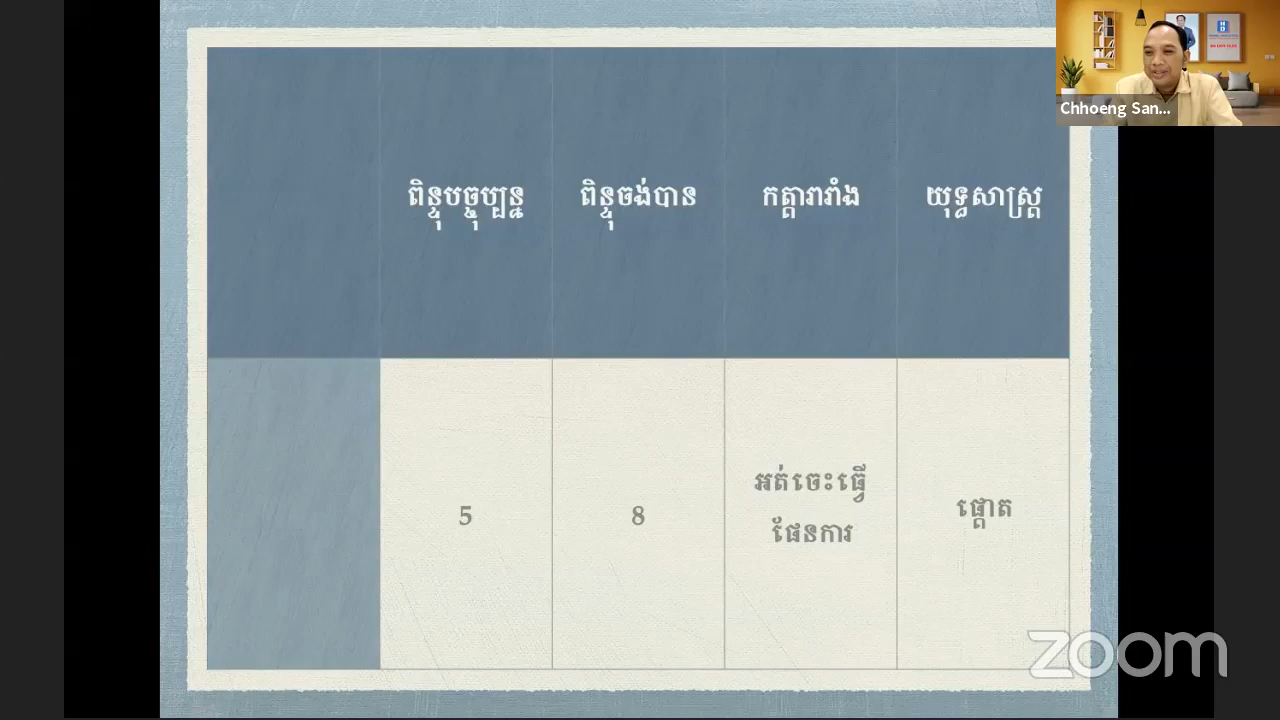 Chhoeng San...
ពិន្ទុបច្ចុប្បន្ន
ពិន្ទុចង់បាន
កត្តារារាំង
យុទ្ធសាស្ត្រ
5
8
អត់ចេះធ្វើ
ផែនការ
ផ្តោត
zoom